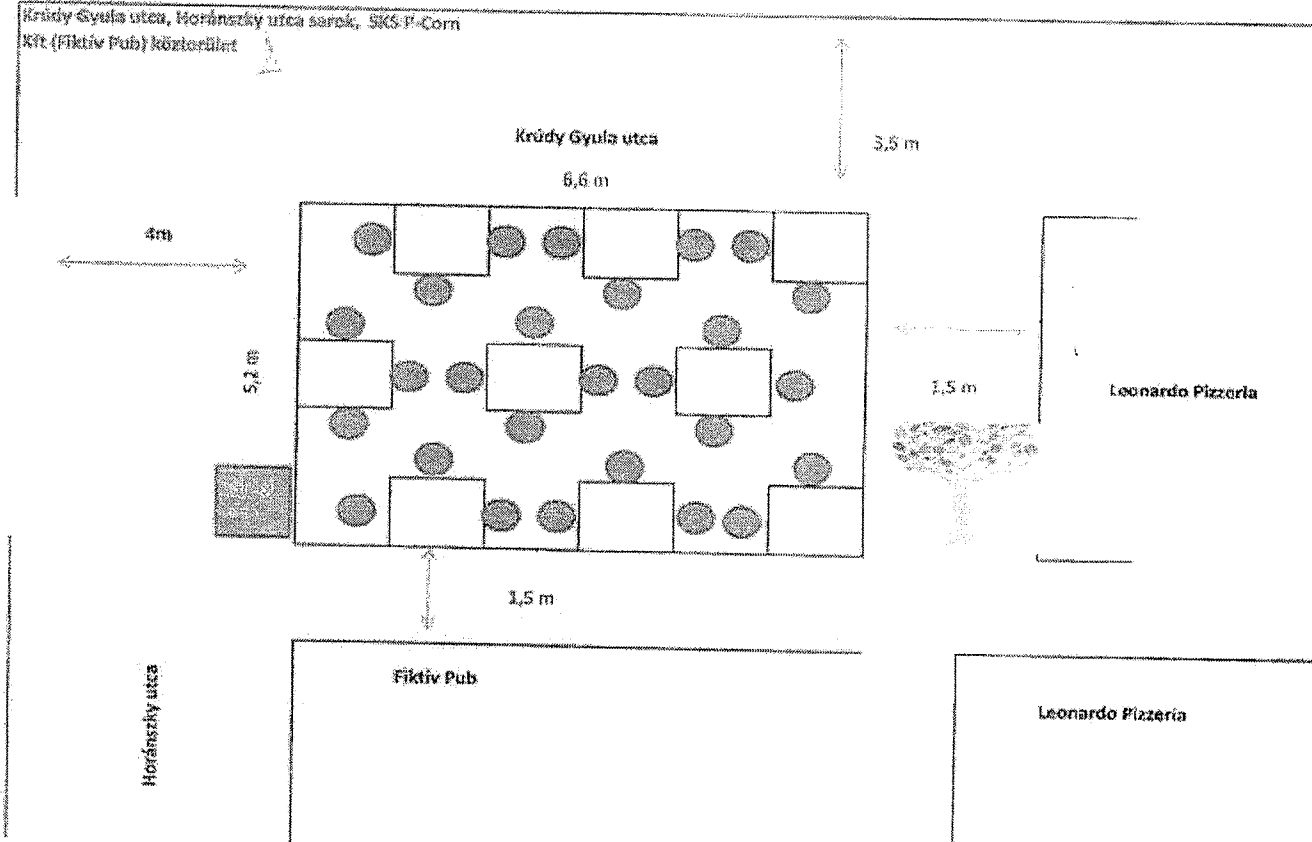 Krúdy Gyula utca, Horánszky utca sarok, SKS F-Corn
Kft (Fiktív Pub) közterület
Krúdy Gyula utca
3,5 m
6,6 m
4m
5,2 m
1,5 m
Leonardo Pizzeria
1,5 m
Fiktív Pub
Horánszky utca
Leonardo Pizzeria